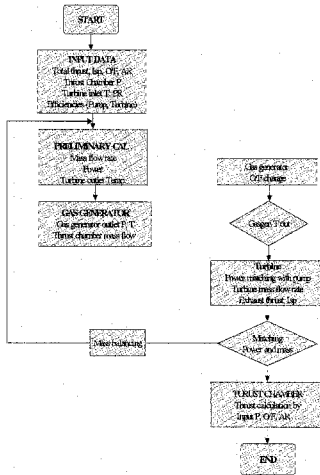 START
INPUT DATA
Total thrust, Isp, O/F, AR
Thrust Chamber P
Turbine inlet T, PR
Efficiencies (Pump, Turbine)
PRELIMINARY CAL
Mass flow rate
Power
Turbine outlet Temp.
GAS GENERATOR
Gas generator outlet P, T
Thrust chamber mass flow
Gas generator
O/F change
Gasgen T out
Turbine
Power matching with pump
Turbine mass flow rate
Exhaust thrust, Isp
Mass balancing
Matching
Power and mass
THRUST CHAMBER
Thrust calculation by
Input P, O/F, AR
END